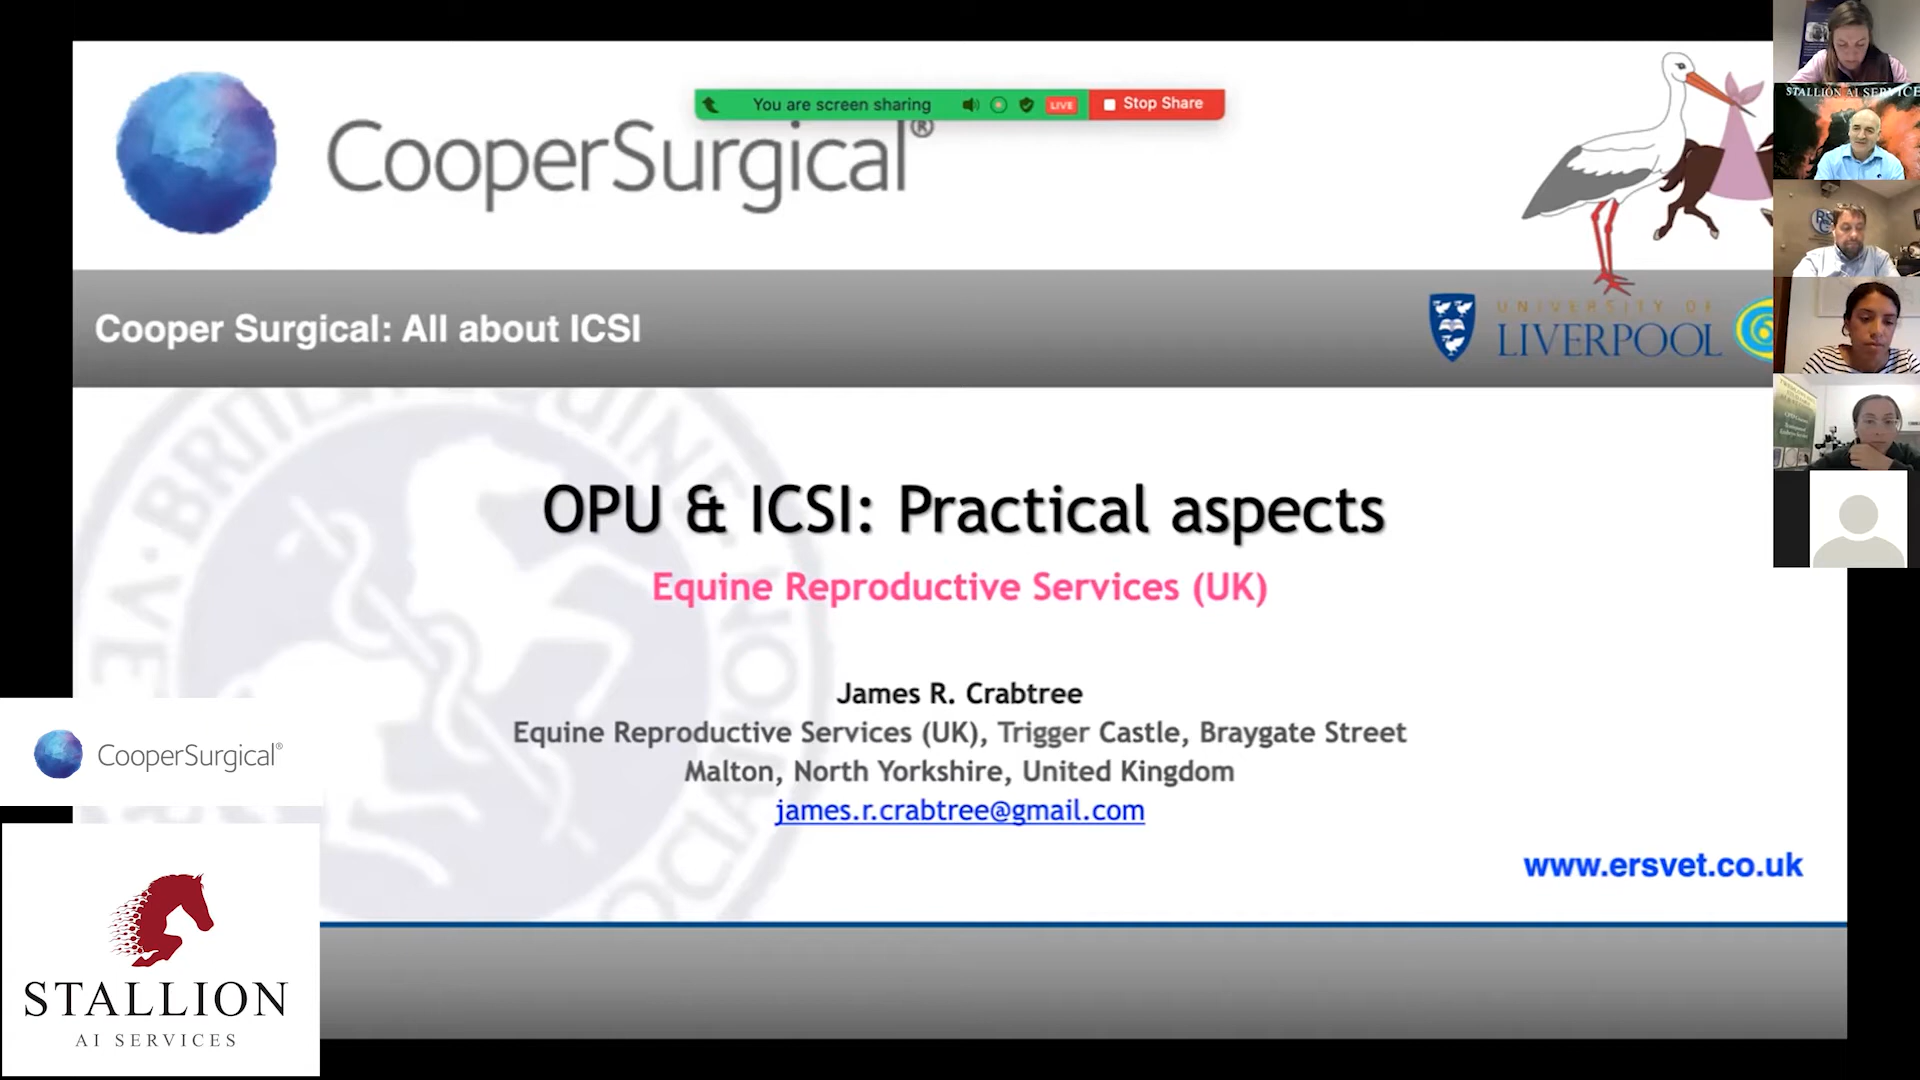 You are screen sharing
LIVE
Stop Share
CooperSurgical®
STALLION AI SERVICE
Cooper Surgical: All about ICSI
UNIVERSITY OF
LIVERPOOL
OPU & ICSI: Practical aspects
Equine Reproductive Services (UK)
James R. Crabtree
Equine Reproductive Services (UK), Trigger Castle, Braygate Street
Malton, North Yorkshire, United Kingdom
james.r.crabtree@gmail.com
www.ersvet.co.uk
CooperSurgical®
STALLION
AI SERVICES